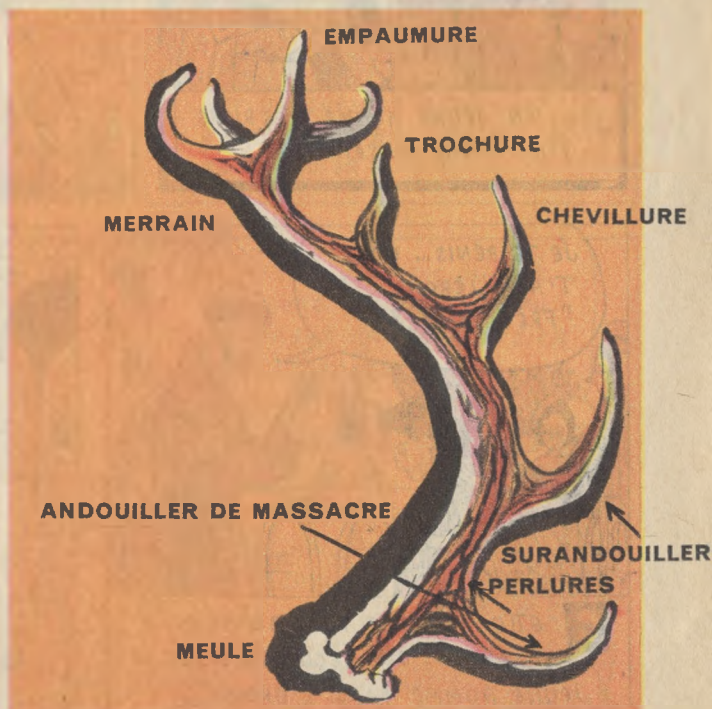 EMPAUMURE
TROCHURE
MERRAIN
CHEVILLURE
ANDOUILLER DE MASSACRE
SURANDOUILLER
PERLURES
MEULE